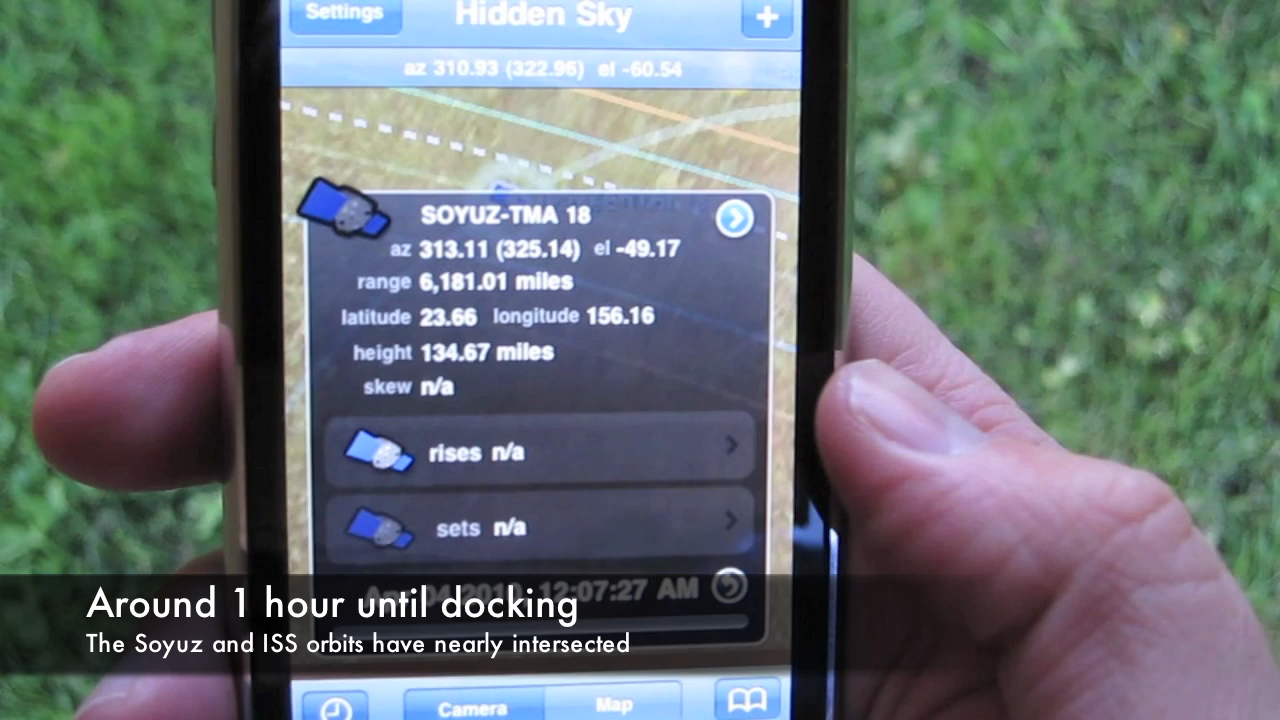 Settings Hidden Sky +
az 310.93 (322.96) el -60.54
SOYUZ-TMA 18
az 313.11 (325.14) el -49.17
range 6,181.01 miles
latitude 23.66 longitude 156.16
height 134.67 miles
skew n/a
rises n/a
sets n/a
Apr 04 2010 12:07:27 AM
Around 1 hour until docking
The Soyuz and ISS orbits have nearly intersected
Camera Map